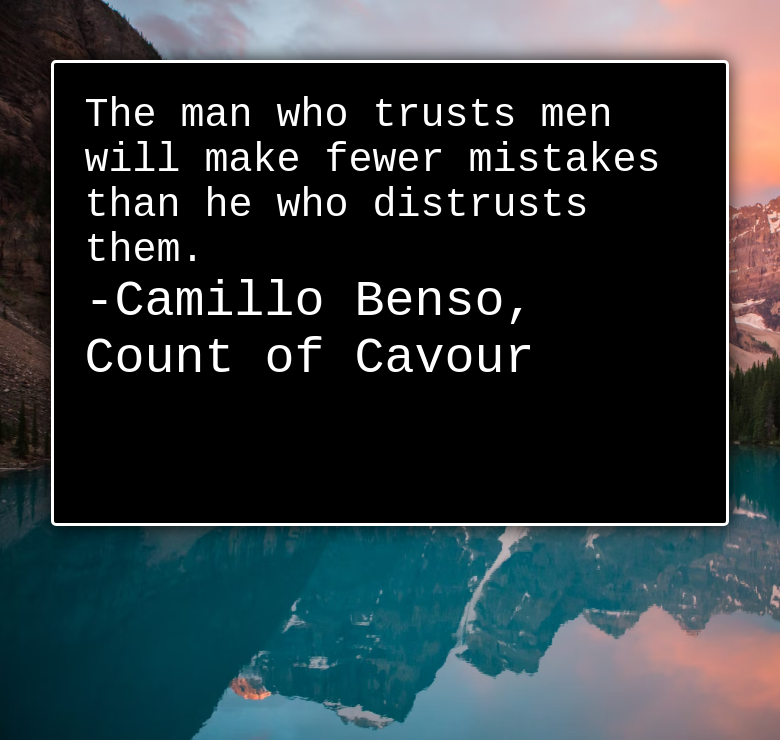 The man who trusts men
will make fewer mistakes
than he who distrusts
them.
-Camillo Benso,
Count of Cavour